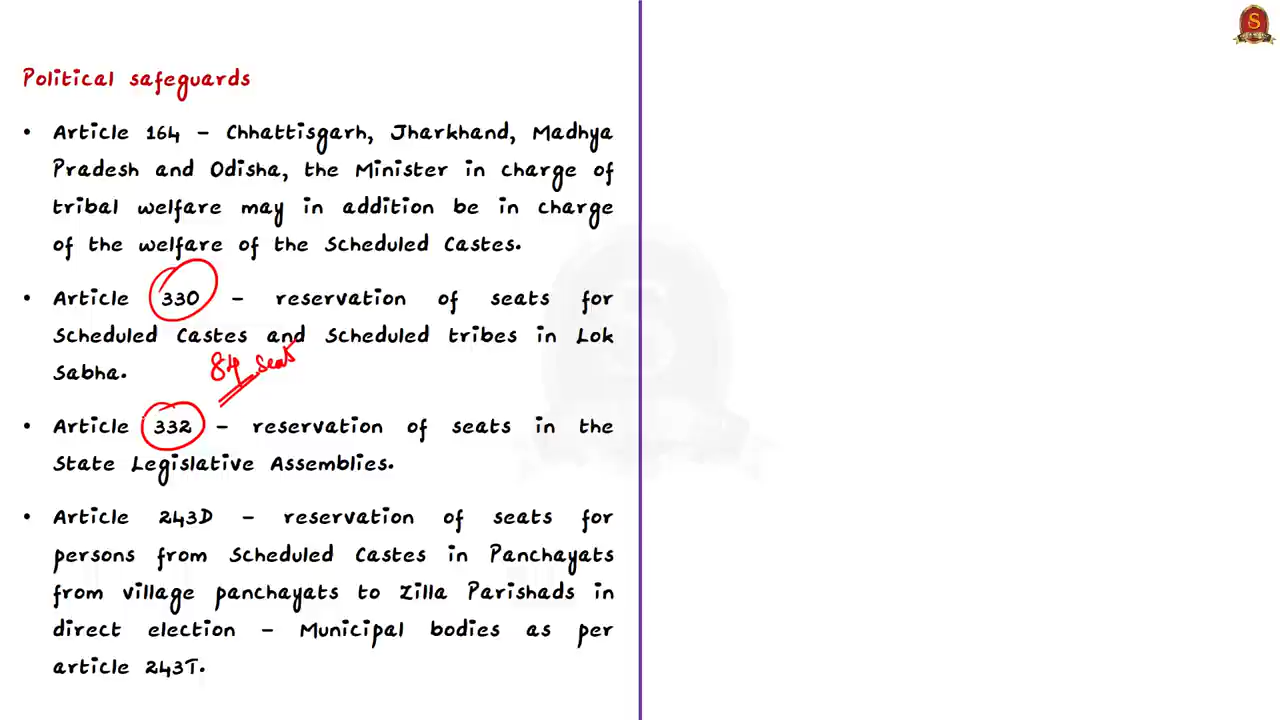 Political safeguards
• Article 164 – Chhattisgarh, Jharkhand, Madhya
Pradesh and Odisha, the Minister in charge of
tribal welfare may in addition be in charge
of the welfare of the Scheduled Castes.
• Article 330 – reservation of seats for
Scheduled Castes and Scheduled tribes in Lok
Sabha.
84 seats
• Article 332 – reservation of seats in the
State Legislative Assemblies.
• Article 243D – reservation of seats for
persons from Scheduled Castes in Panchayats
from village panchayats to Zilla Parishads in
direct election – Municipal bodies as per
article 243T.
S